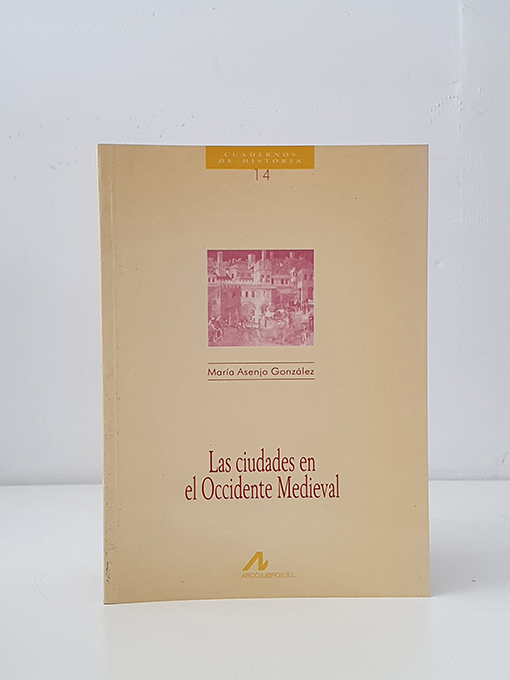 CUADERNOS
DE HISTORIA
14
María Asenjo González
Las ciudades en
el Occidente Medieval
ARCO/LIBROS,S.L.